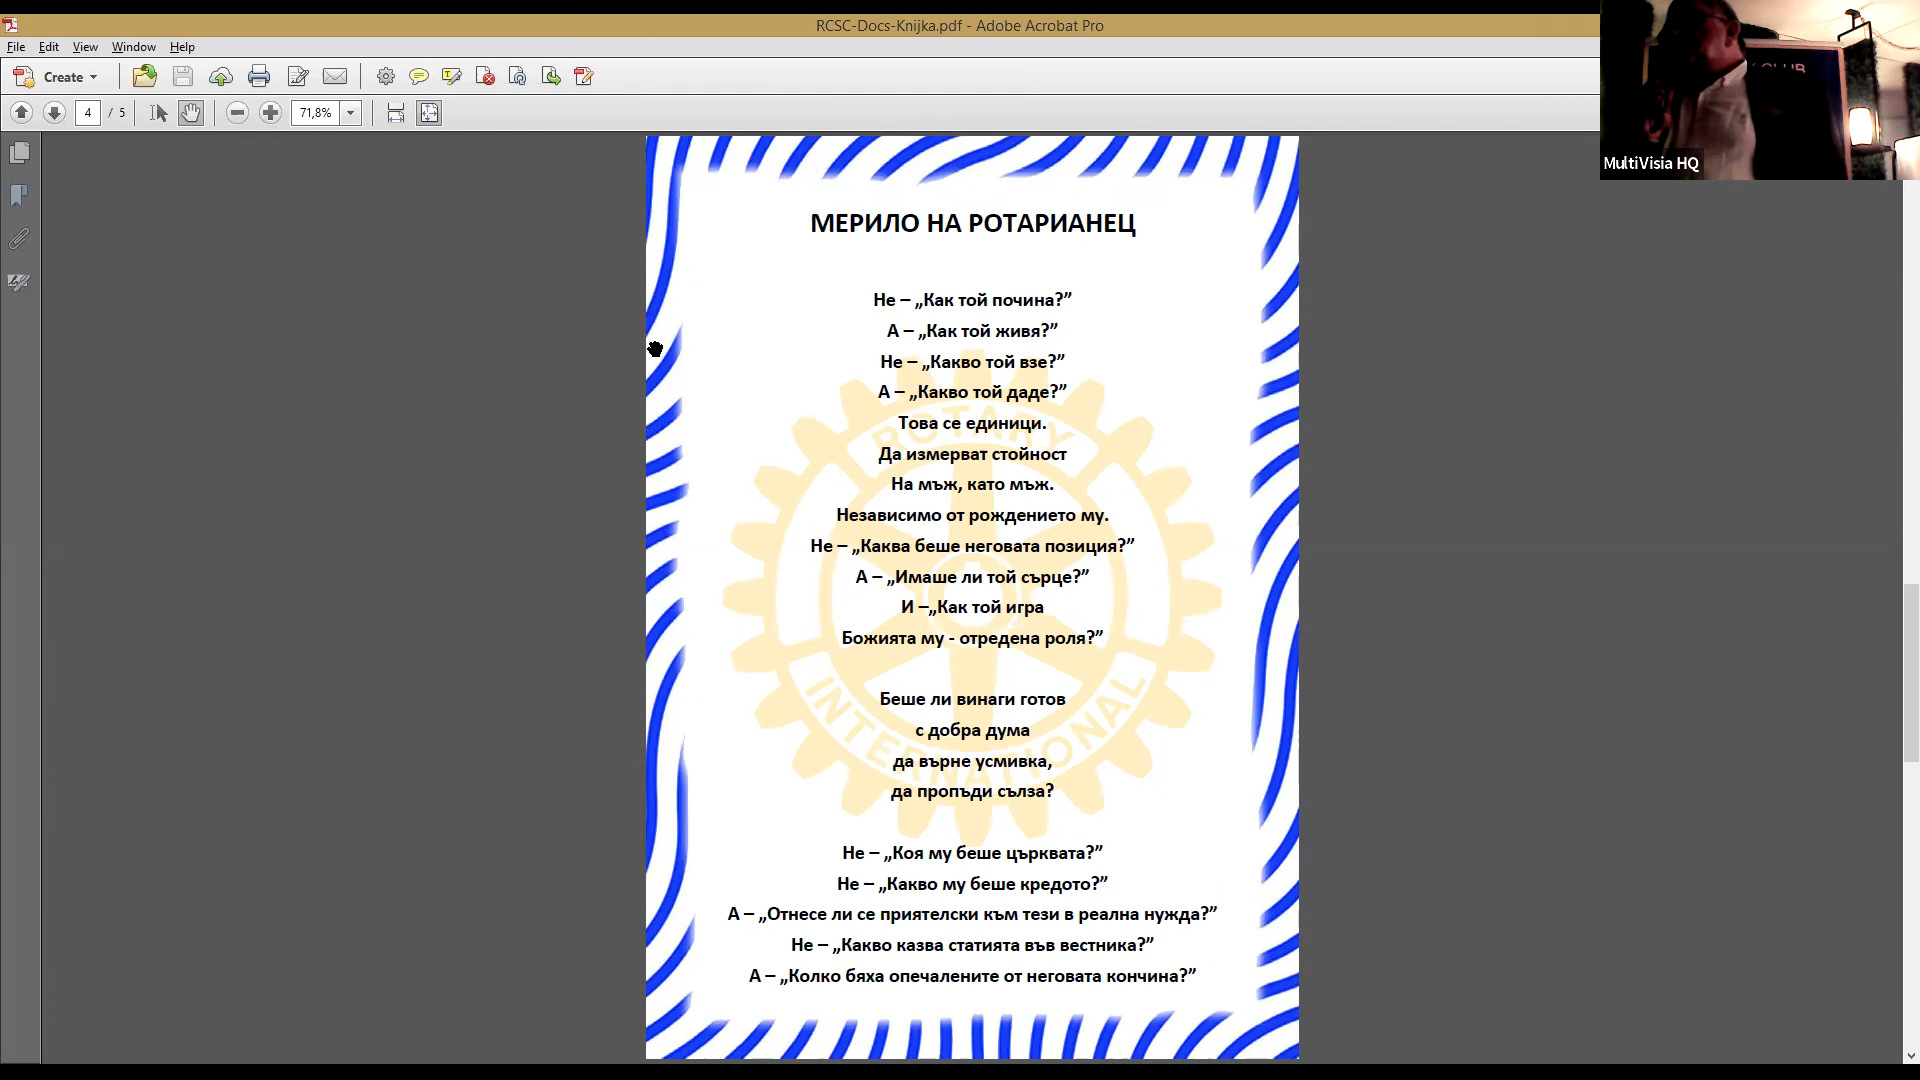 RCSC-Docs-Knijka.pdf - Adobe Acrobat Pro
File Edit View Window Help
Create
4 / 5 71,8%
CLUB
MultiVisia HQ
МЕРИЛО НА РОТАРИАНЕЦ
Не – „Как той почина?”
А – „Как той живя?”
Не – „Какво той взе?”
А – „Какво той даде?”
Това се единици.
Да измерват стойност
На мъж, като мъж.
Независимо от рождението му.
Не – „Каква беше неговата позиция?”
А – „Имаше ли той сърце?”
И –„Как той игра
Божията му - отредена роля?”
Беше ли винаги готов
с добра дума
да върне усмивка,
да пропъди сълза?
Не – „Коя му беше църквата?”
Не – „Какво му беше кредото?”
А – „Отнесе ли се приятелски към тези в реална нужда?”
Не – „Какво казва статията във вестника?”
А – „Колко бяха опечалените от неговата кончина?”
ROTARY
INTERNATIONAL